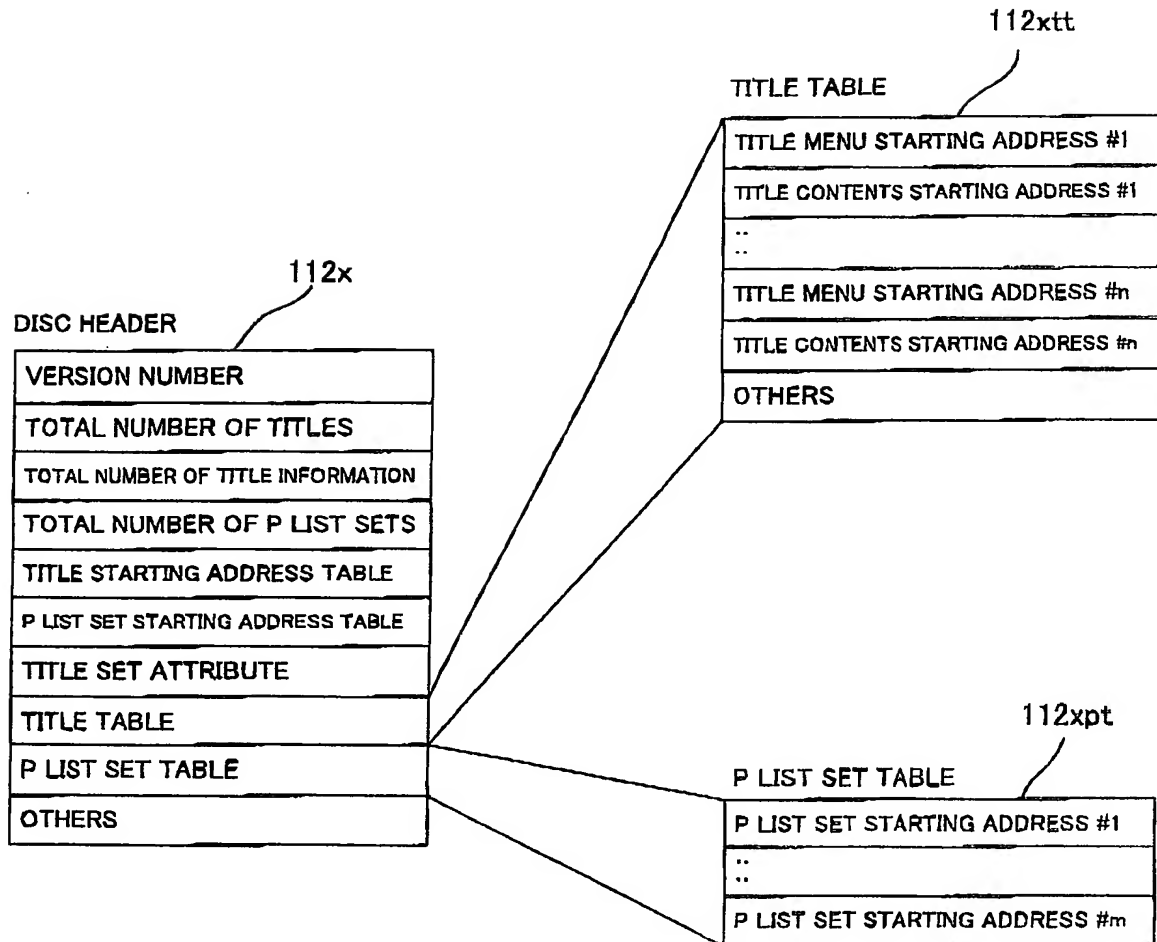 112xtt
TITLE TABLE
TITLE MENU STARTING ADDRESS #1
TITLE CONTENTS STARTING ADDRESS #1
::
TITLE MENU STARTING ADDRESS #n
TITLE CONTENTS STARTING ADDRESS #n
OTHERS
112x
DISC HEADER
VERSION NUMBER
TOTAL NUMBER OF TITLES
TOTAL NUMBER OF TITLE INFORMATION
TOTAL NUMBER OF P LIST SETS
TITLE STARTING ADDRESS TABLE
P LIST SET STARTING ADDRESS TABLE
TITLE SET ATTRIBUTE
TITLE TABLE
P LIST SET TABLE
OTHERS
112xpt
P LIST SET TABLE
P LIST SET STARTING ADDRESS #1
::
P LIST SET STARTING ADDRESS #m